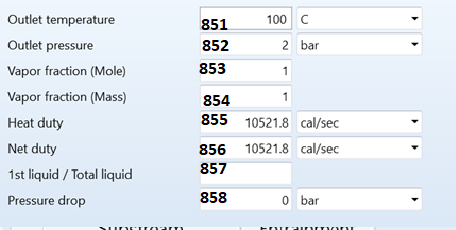 Outlet temperature 851 100 C
Outlet pressure 852 2 bar
Vapor fraction (Mole) 853 1
Vapor fraction (Mass) 854 1
Heat duty 855 10521.8 cal/sec
Net duty 856 10521.8 cal/sec
1st liquid / Total liquid 857
Pressure drop 858 0 bar
Substream Entrainment